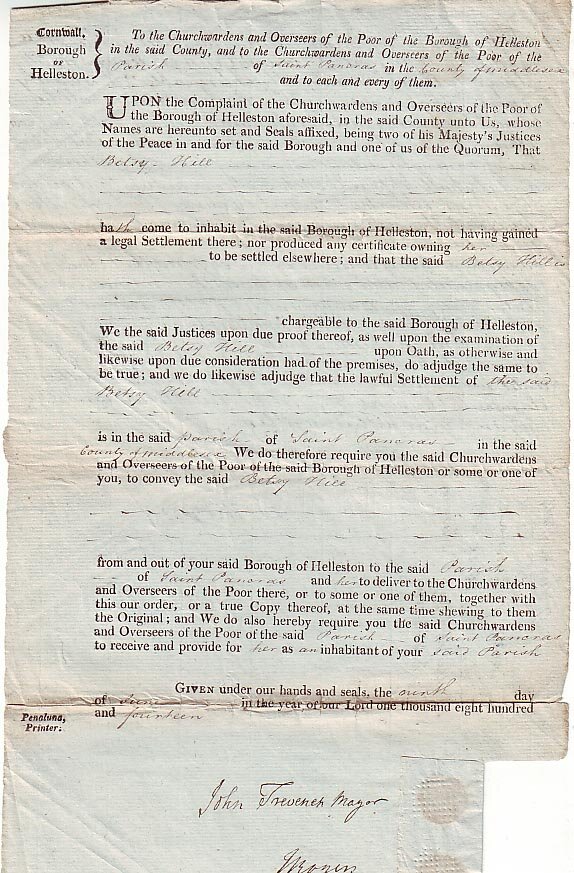 Cornwall,
Borough
OF
Helleston.
To the Churchwardens and Overseers of the Poor of the Borough of Helleston
in the said County, and to the Churchwardens and Overseers of the Poor of the
Parish of Saint Pancras in the County of Middlesex
and to each and every of them.
UPON the Complaint of the Churchwardens and Overseers of the Poor of
the Borough of Helleston aforesaid, in the said County unto Us, whose
Names are hereunto set and Seals affixed, being two of his Majesty's Justices
of the Peace in and for the said Borough and one of us of the Quorum, That
Betsy Hill
hath come to inhabit in the said Borough of Helleston, not having gained
a legal Settlement there; nor produced any certificate owning her
to be settled elsewhere; and that the said Betsy Hill is
chargeable to the said Borough of Helleston,
We the said Justices upon due proof thereof, as well upon the examination of
the said Betsy Hill upon Oath, as otherwise and
likewise upon due consideration had of the premises, do adjudge the same to
be true; and we do likewise adjudge that the lawful Settlement of the said
Betsy Hill
is in the said parish of Saint Pancras in the said
County of Middlesex We do therefore require you the said Churchwardens
and Overseers of the Poor of the said Borough of Helleston or some or one of
you, to convey the said Betsy Hill
from and out of your said Borough of Helleston to the said Parish
of Saint Pancras and her to deliver to the Churchwardens
and Overseers of the Poor there, or to some or one of them, together with
this our order, or a true Copy thereof, at the same time shewing to them
the Original; and We do also hereby require you the said Churchwardens
and Overseers of the Poor of the said Parish of Saint Pancras
to receive and provide for her as an inhabitant of your said Parish
GIVEN under our hands and seals, the ninth day
of June in the year of our Lord one thousand eight hundred
and fourteen
Penaluna,
Printer.
John Trevenen Mayor